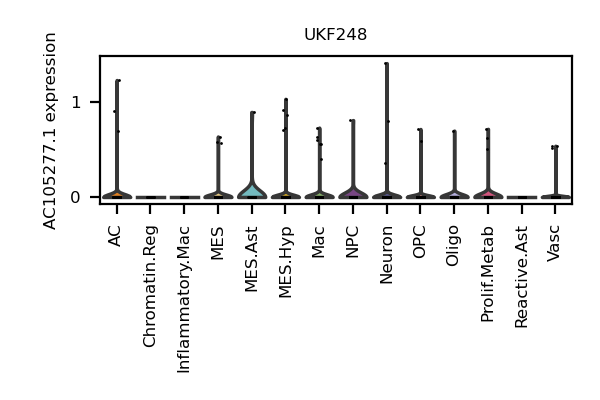 UKF248
AC105277.1 expression
1
0
AC
Chromatin.Reg
Inflammatory.Mac
MES
MES.Ast
MES.Hyp
Mac
NPC
Neuron
OPC
Oligo
Prolif.Metab
Reactive.Ast
Vasc